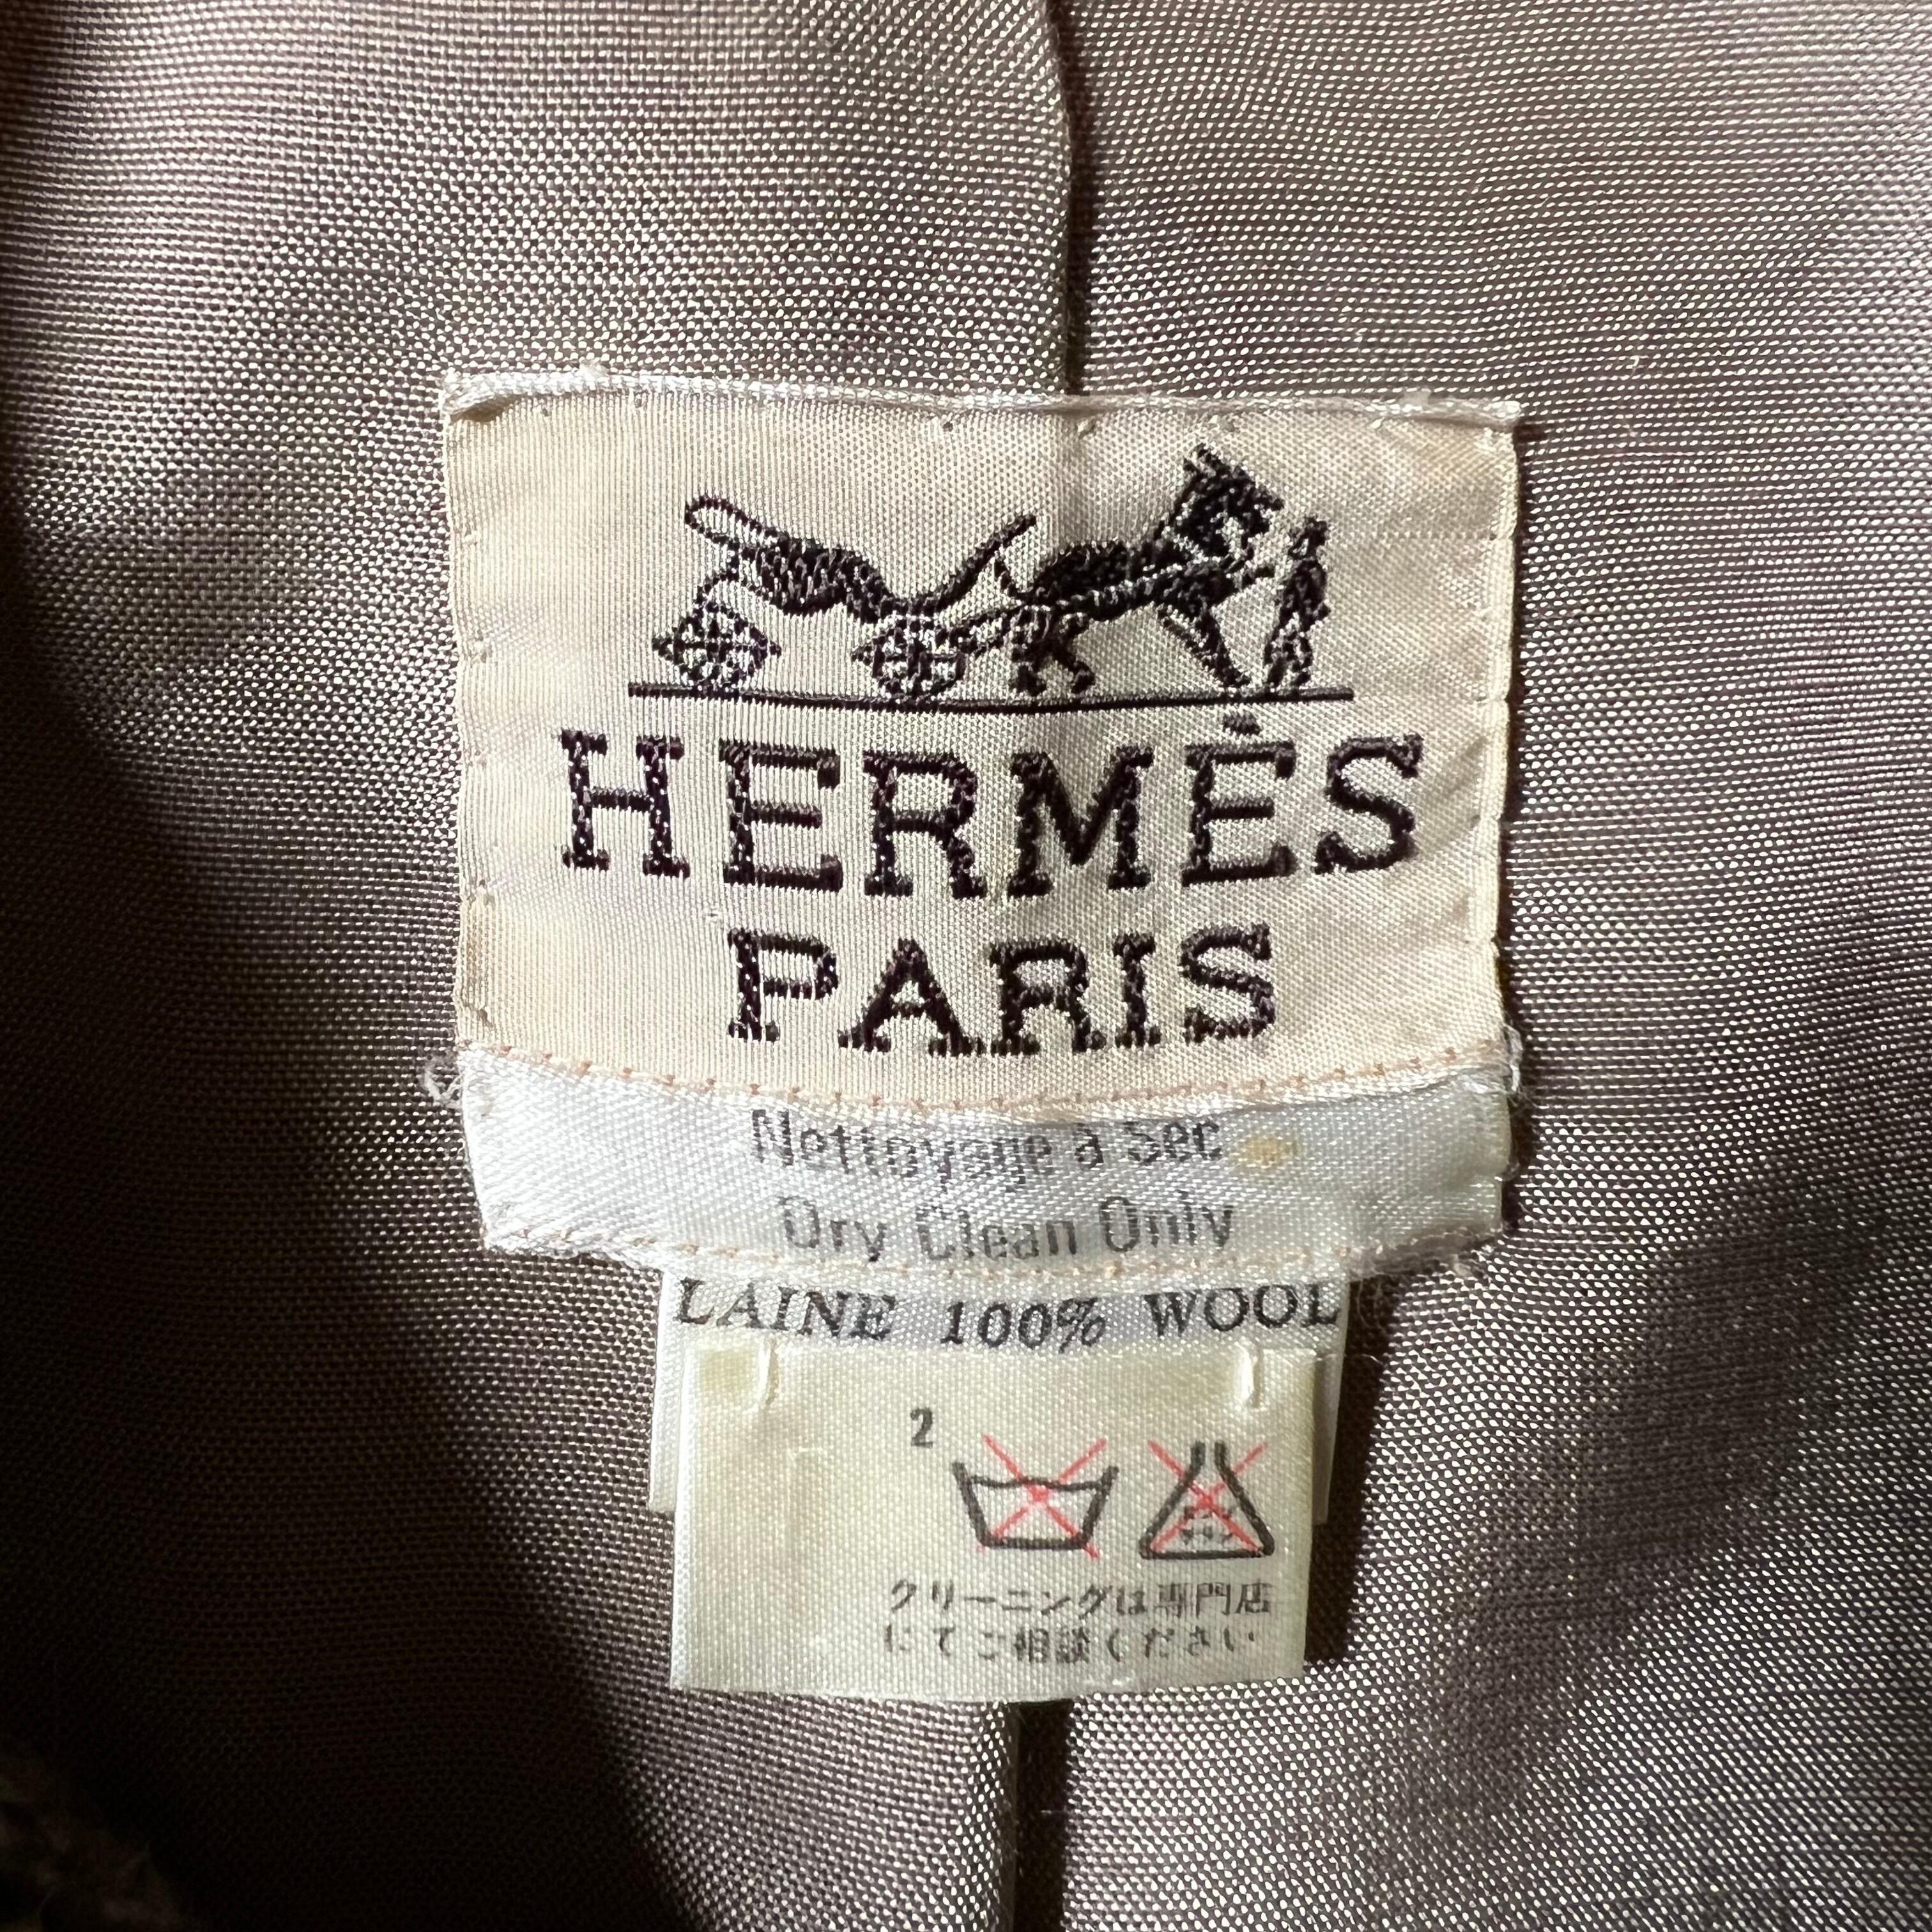 HERMÈS
PARIS
Nettoyage à Sec
Dry Clean Only
LAINE 100% WOOL
2
クリーニングは専門店
にてご相談ください